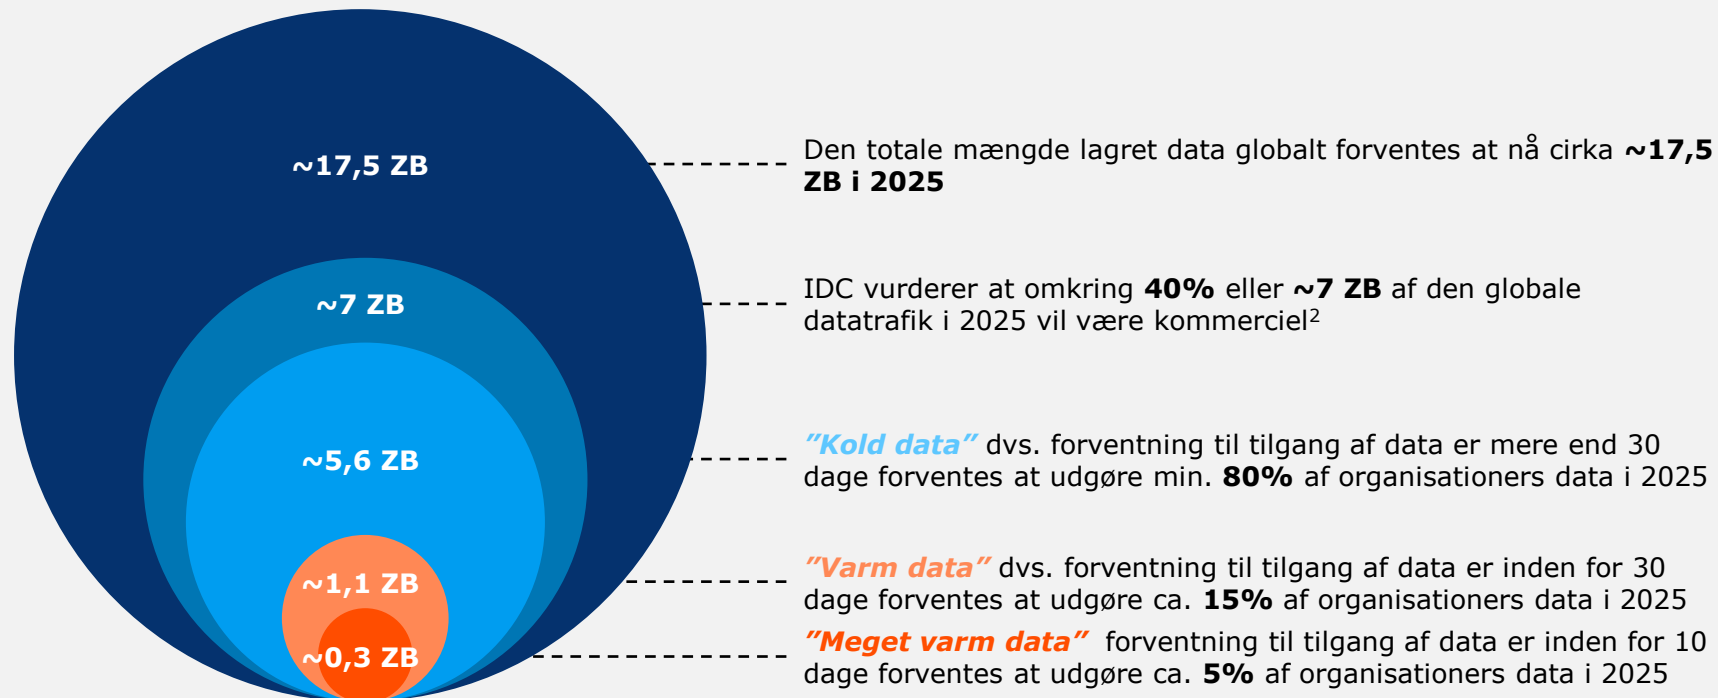 ~17,5 ZB
Den totale mængde lagret data globalt forventes at nå cirka ~17,5
ZB i 2025
~7 ZB
IDC vurderer at omkring 40% eller ~7 ZB af den globale
datatrafik i 2025 vil være kommerciel²
~5,6 ZB
”Kold data” dvs. forventning til tilgang af data er mere end 30
dage forventes at udgøre min. 80% af organisationers data i 2025
~1,1 ZB
”Varm data” dvs. forventning til tilgang af data er inden for 30
dage forventes at udgøre ca. 15% af organisationers data i 2025
~0,3 ZB
”Meget varm data” forventning til tilgang af data er inden for 10
dage forventes at udgøre ca. 5% af organisationers data i 2025